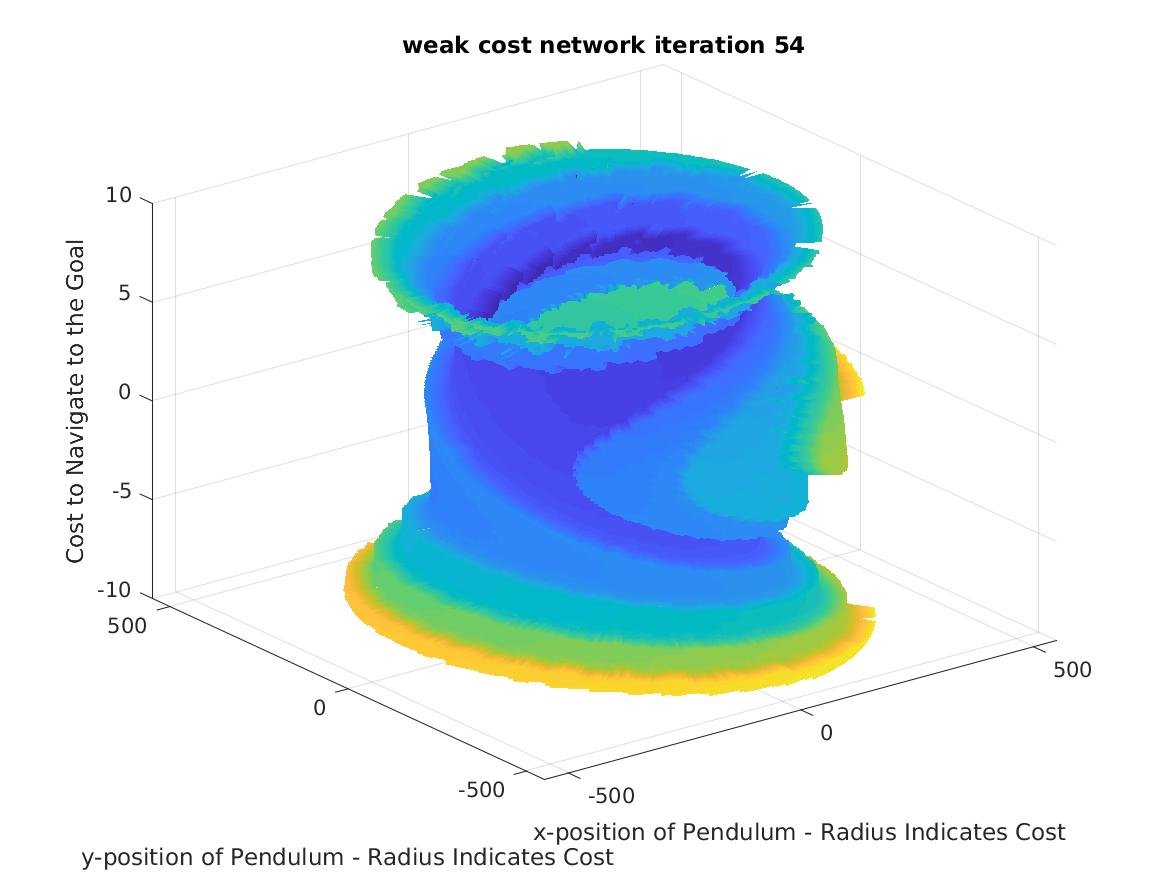 weak cost network iteration 54
Cost to Navigate to the Goal
10
5
0
-5
-10
500
0
-500
-500
0
500
x-position of Pendulum - Radius Indicates Cost
y-position of Pendulum - Radius Indicates Cost